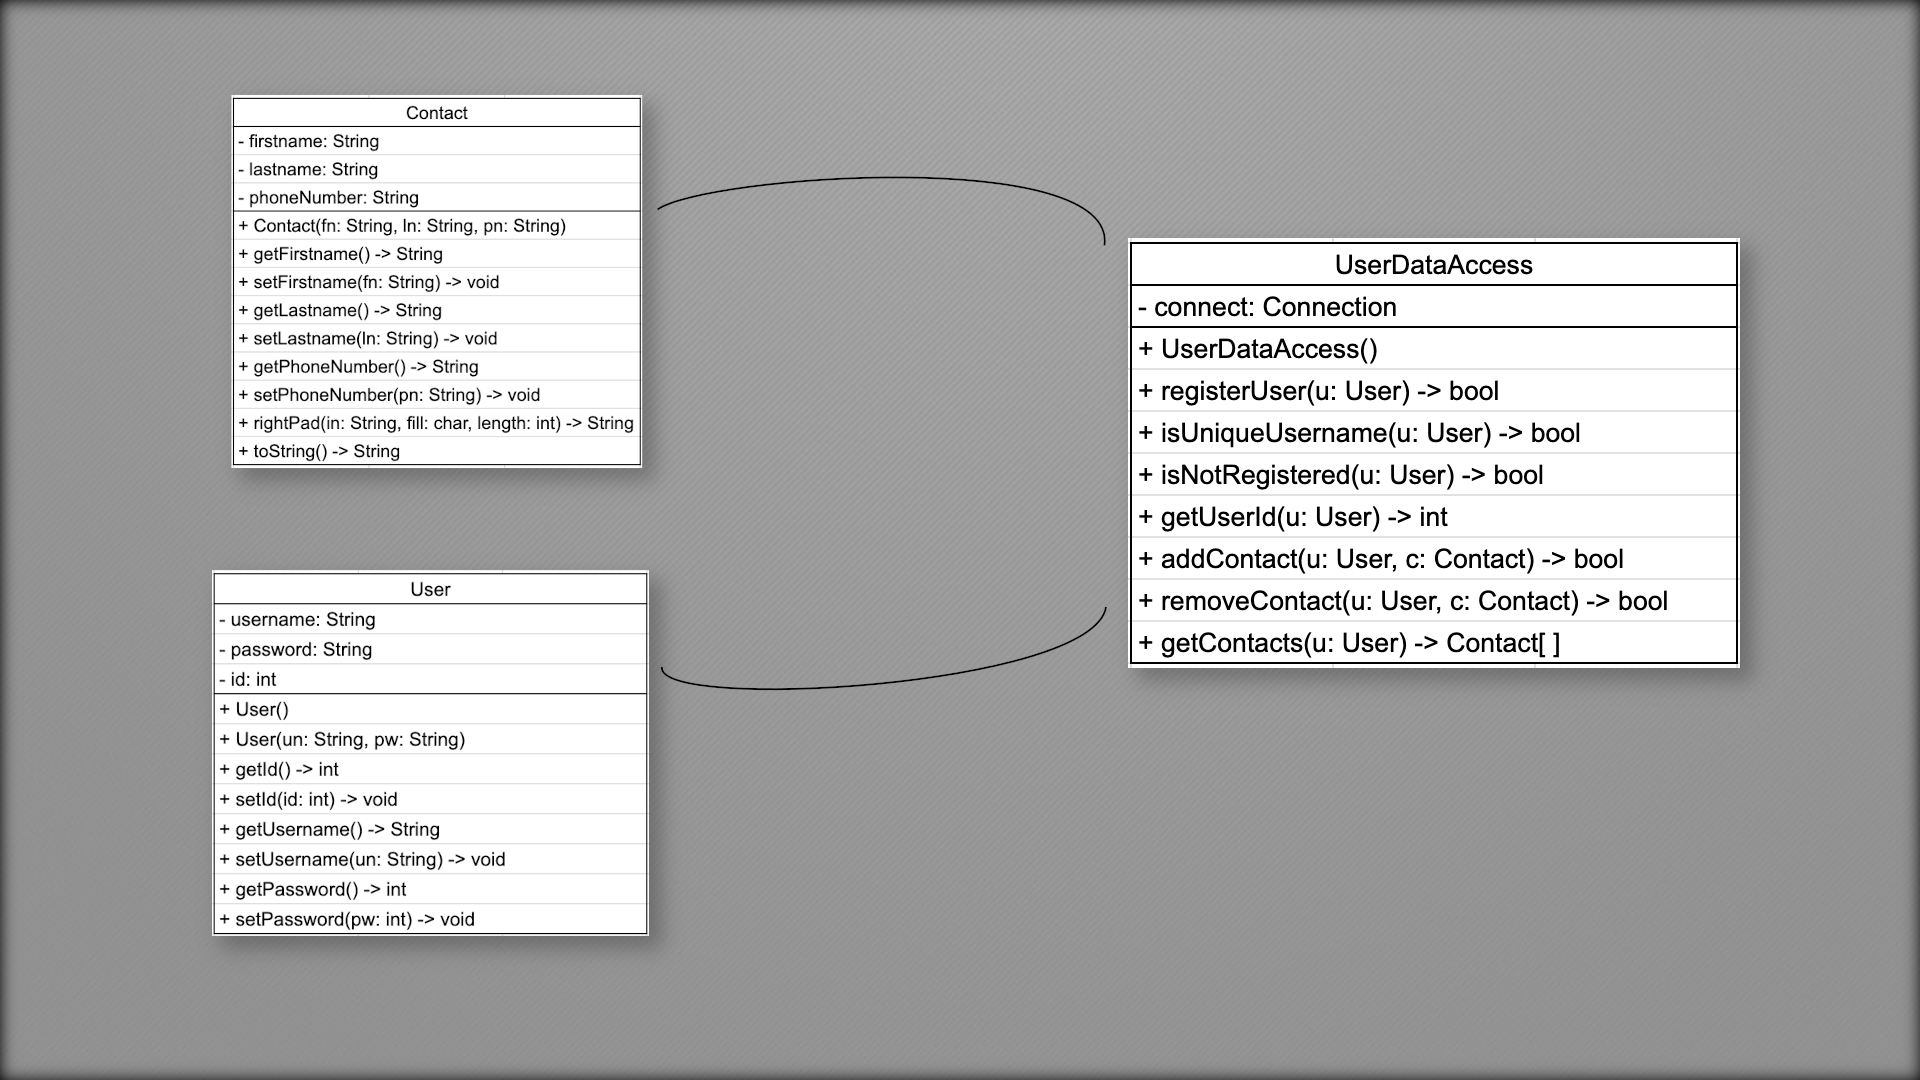 Contact
- firstname: String
- lastname: String
- phoneNumber: String
+ Contact(fn: String, ln: String, pn: String)
+ getFirstname() -> String
+ setFirstname(fn: String) -> void
+ getLastname() -> String
+ setLastname(ln: String) -> void
+ getPhoneNumber() -> String
+ setPhoneNumber(pn: String) -> void
+ rightPad(in: String, fill: char, length: int) -> String
+ toString() -> String
User
- username: String
- password: String
- id: int
+ User()
+ User(un: String, pw: String)
+ getId() -> int
+ setId(id: int) -> void
+ getUsername() -> String
+ setUsername(un: String) -> void
+ getPassword() -> int
+ setPassword(pw: int) -> void
UserDataAccess
- connect: Connection
+ UserDataAccess()
+ registerUser(u: User) -> bool
+ isUniqueUsername(u: User) -> bool
+ isNotRegistered(u: User) -> bool
+ getUserId(u: User) -> int
+ addContact(u: User, c: Contact) -> bool
+ removeContact(u: User, c: Contact) -> bool
+ getContacts(u: User) -> Contact[ ]